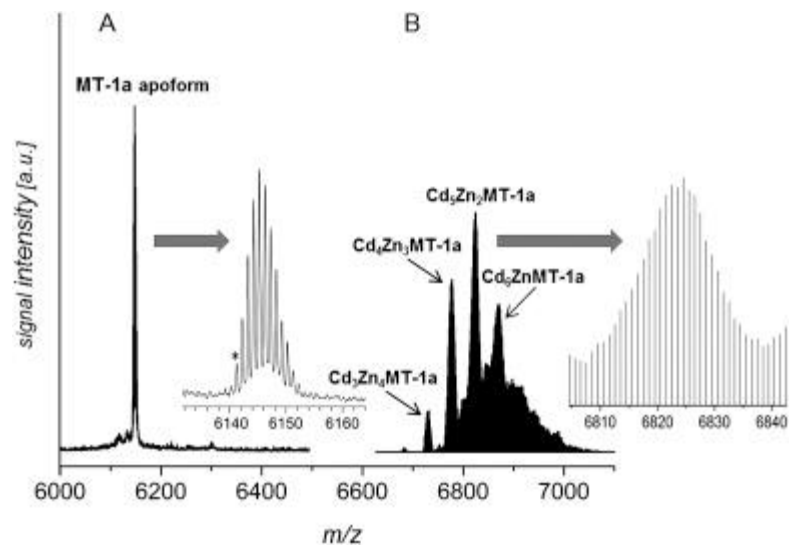 A
B
MT-1a apoform
Cd₅Zn₂MT-1a
Cd₄Zn₃MT-1a
Cd₆ZnMT-1a
Cd₃Zn₄MT-1a
*
signal intensity [a.u.]
6140 6150 6160
6810 6820 6830 6840
6000 6200 6400 6600 6800 7000
m/z